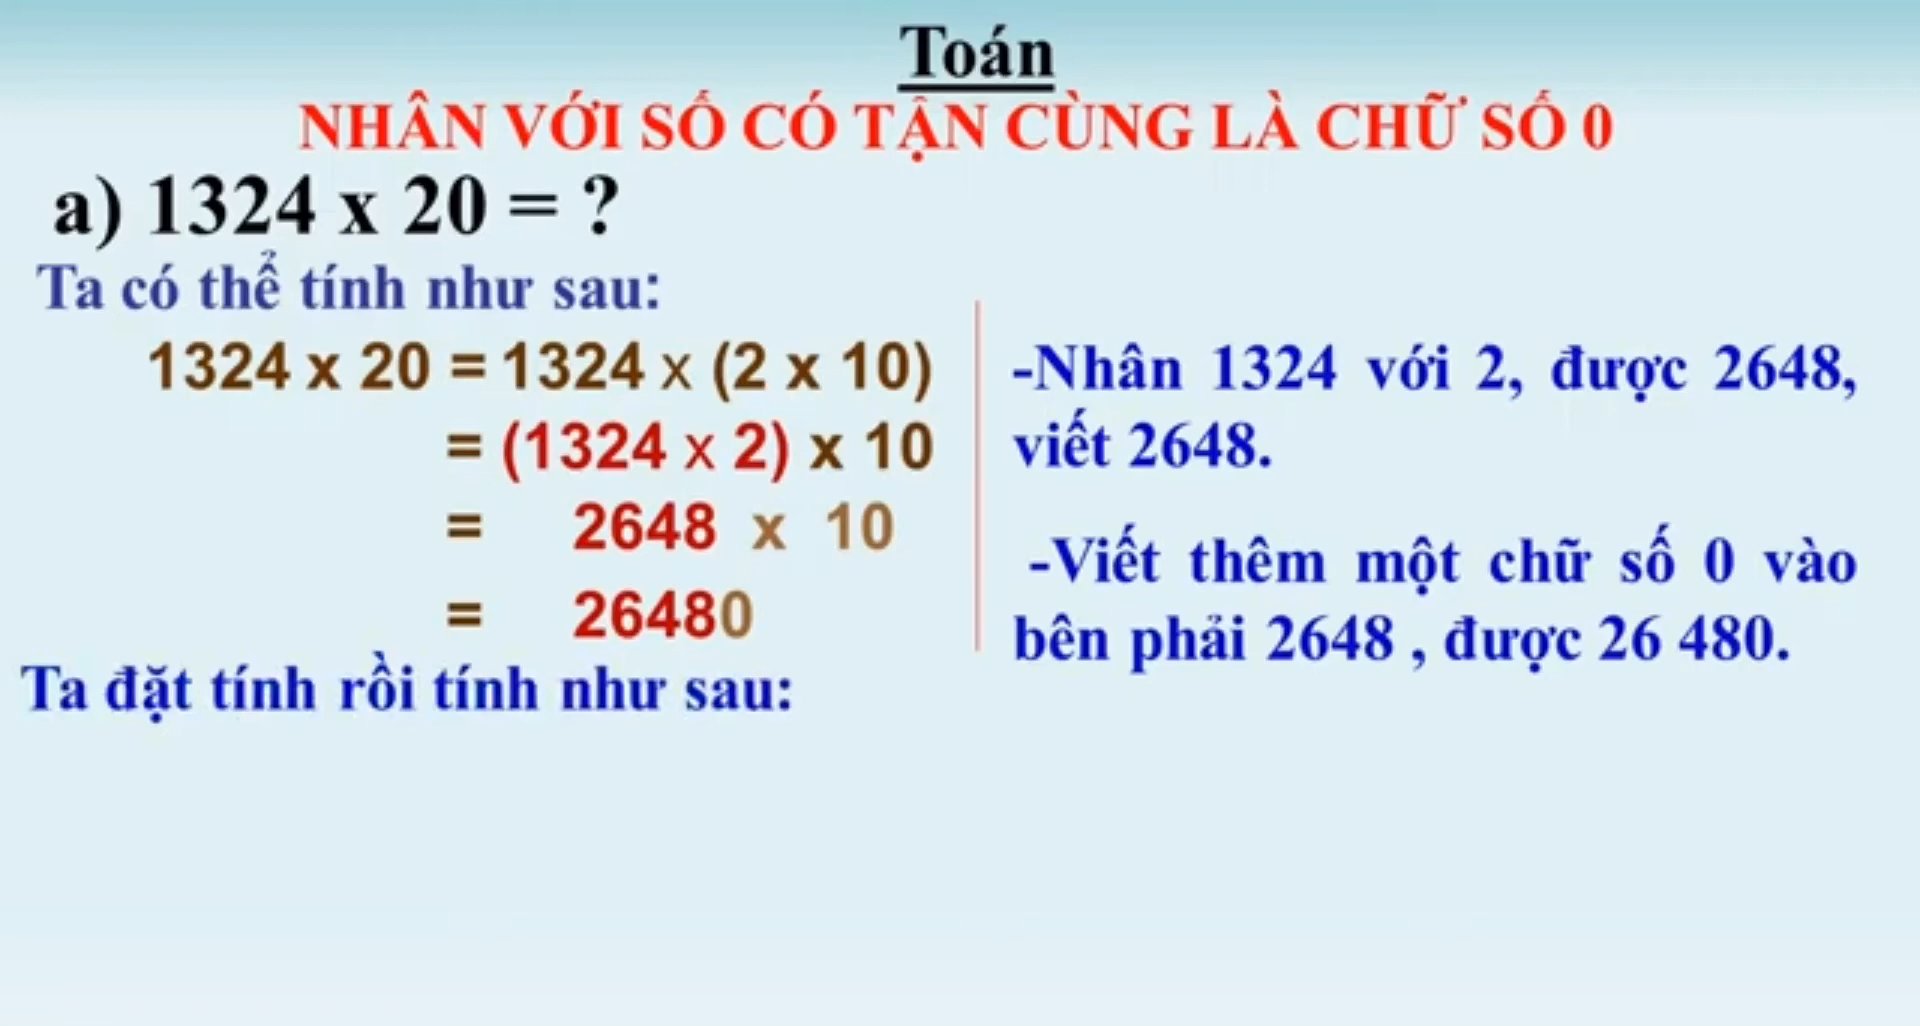 Toán
NHÂN VỚI SỐ CÓ TẬN CÙNG LÀ CHỮ SỐ 0
a) 1324 x 20 = ?
Ta có thể tính như sau:
1324 x 20 = 1324 x (2 x 10)
= (1324 x 2) x 10
= 2648 x 10
= 26480
-Nhân 1324 với 2, được 2648,
viết 2648.
-Viết thêm một chữ số 0 vào
bên phải 2648 , được 26 480.
Ta đặt tính rồi tính như sau: